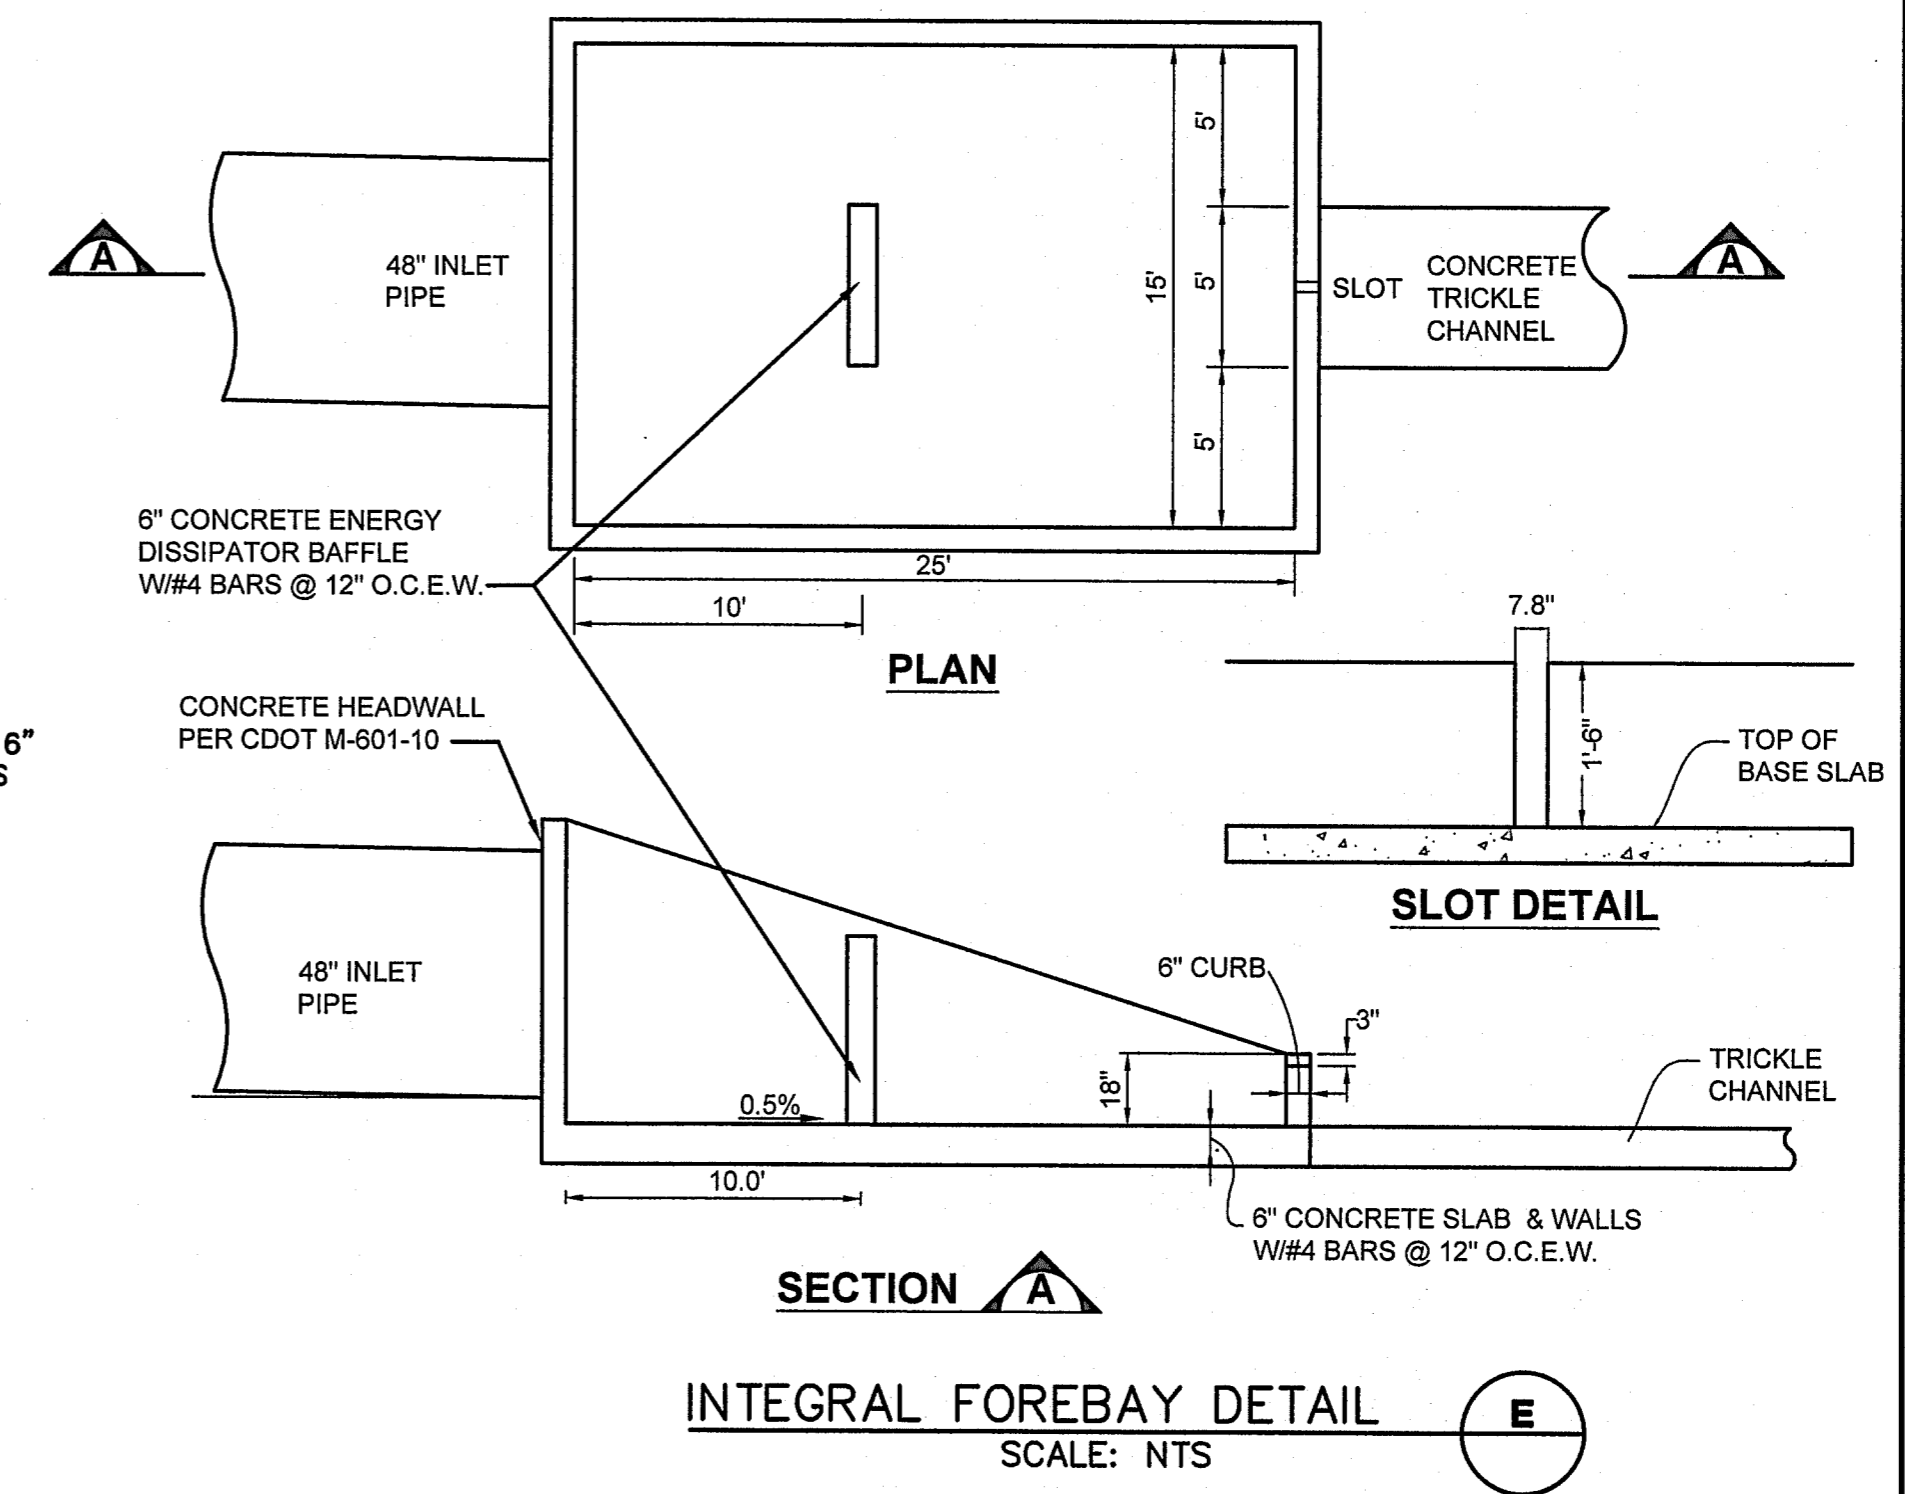 5'
15'
5'
5'
A
48" INLET
PIPE
SLOT
CONCRETE
TRICKLE
CHANNEL
A
6" CONCRETE ENERGY
DISSIPATOR BAFFLE
W/#4 BARS @ 12" O.C.E.W.
25'
10'
PLAN
7.8"
1'-6"
TOP OF
BASE SLAB
SLOT DETAIL
CONCRETE HEADWALL
PER CDOT M-601-10
6"
S
48" INLET
PIPE
6" CURB
3"
18"
0.5%
TRICKLE
CHANNEL
10.0'
6" CONCRETE SLAB & WALLS
W/#4 BARS @ 12" O.C.E.W.
SECTION A
INTEGRAL FOREBAY DETAIL
E
SCALE: NTS